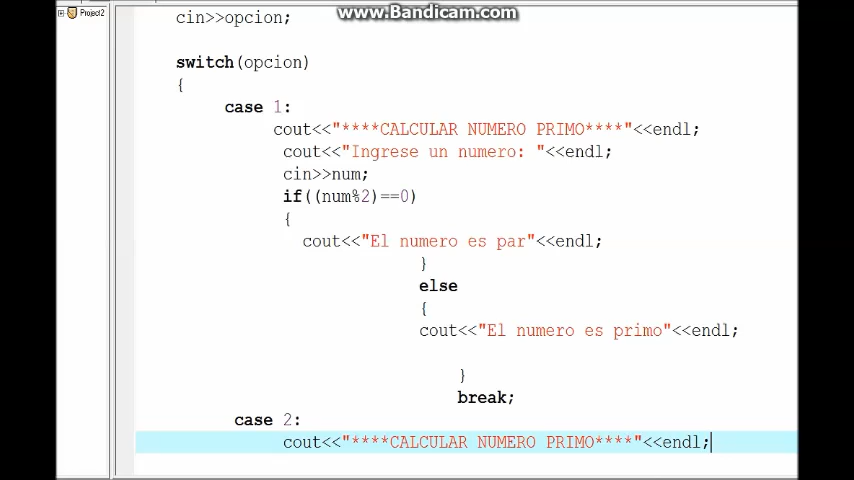 www.Bandicam.com
Project2
cin>>opcion;
switch(opcion)
{
case 1:
cout<<"****CALCULAR NUMERO PRIMO****"<<endl;
cout<<"Ingrese un numero: "<<endl;
cin>>num;
if((num%2)==0)
{
cout<<"El numero es par"<<endl;
}
else
{
cout<<"El numero es primo"<<endl;
}
break;
case 2:
cout<<"****CALCULAR NUMERO PRIMO****"<<endl;